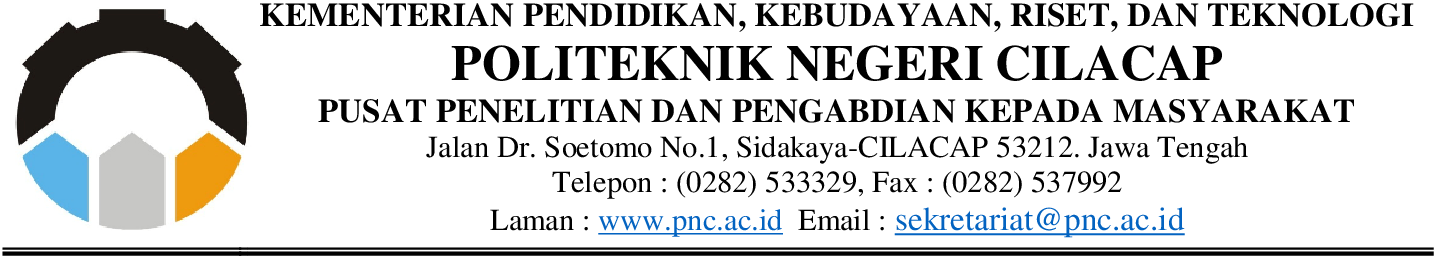 KEMENTERIAN PENDIDIKAN, KEBUDAYAAN, RISET, DAN TEKNOLOGI
POLITEKNIK NEGERI CILACAP
PUSAT PENELITIAN DAN PENGABDIAN KEPADA MASYARAKAT
Jalan Dr. Soetomo No.1, Sidakaya-CILACAP 53212. Jawa Tengah
Telepon : (0282) 533329, Fax : (0282) 537992
Laman : www.pnc.ac.id Email : sekretariat@pnc.ac.id